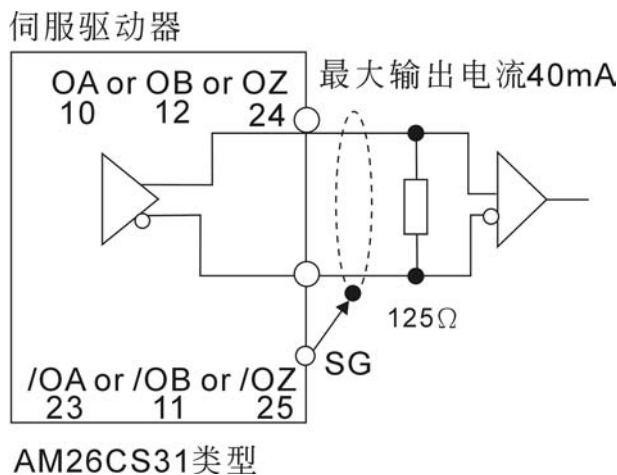 伺服驱动器
OA or OB or OZ
10 12 24
最大输出电流40mA
125Ω
SG
/OA or /OB or /OZ
23 11 25
AM26CS31类型